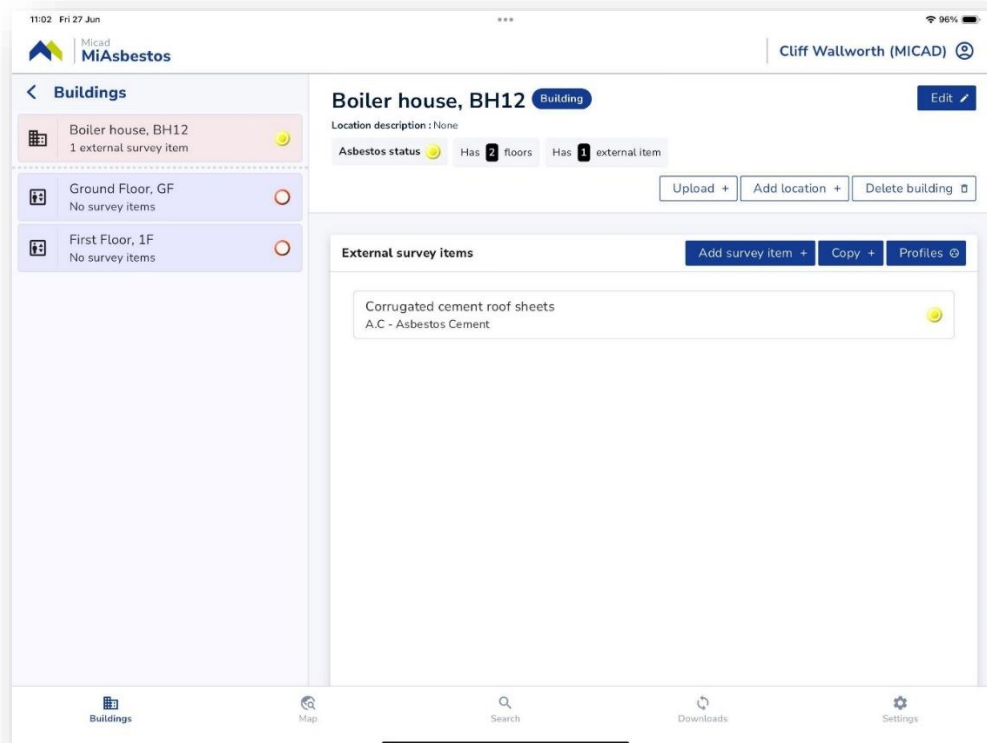 11:02 Fri 27 Jun
96%
Micad
MiAsbestos
Cliff Wallworth (MICAD)
Buildings
Boiler house, BH12
1 external survey item
Ground Floor, GF
No survey items
First Floor, 1F
No survey items
Boiler house, BH12 Building
Edit
Location description : None
Asbestos status Has 2 floors Has 1 external item
Upload + Add location + Delete building
External survey items
Add survey item + Copy + Profiles
Corrugated cement roof sheets
A.C - Asbestos Cement
Buildings Map Search Downloads Settings